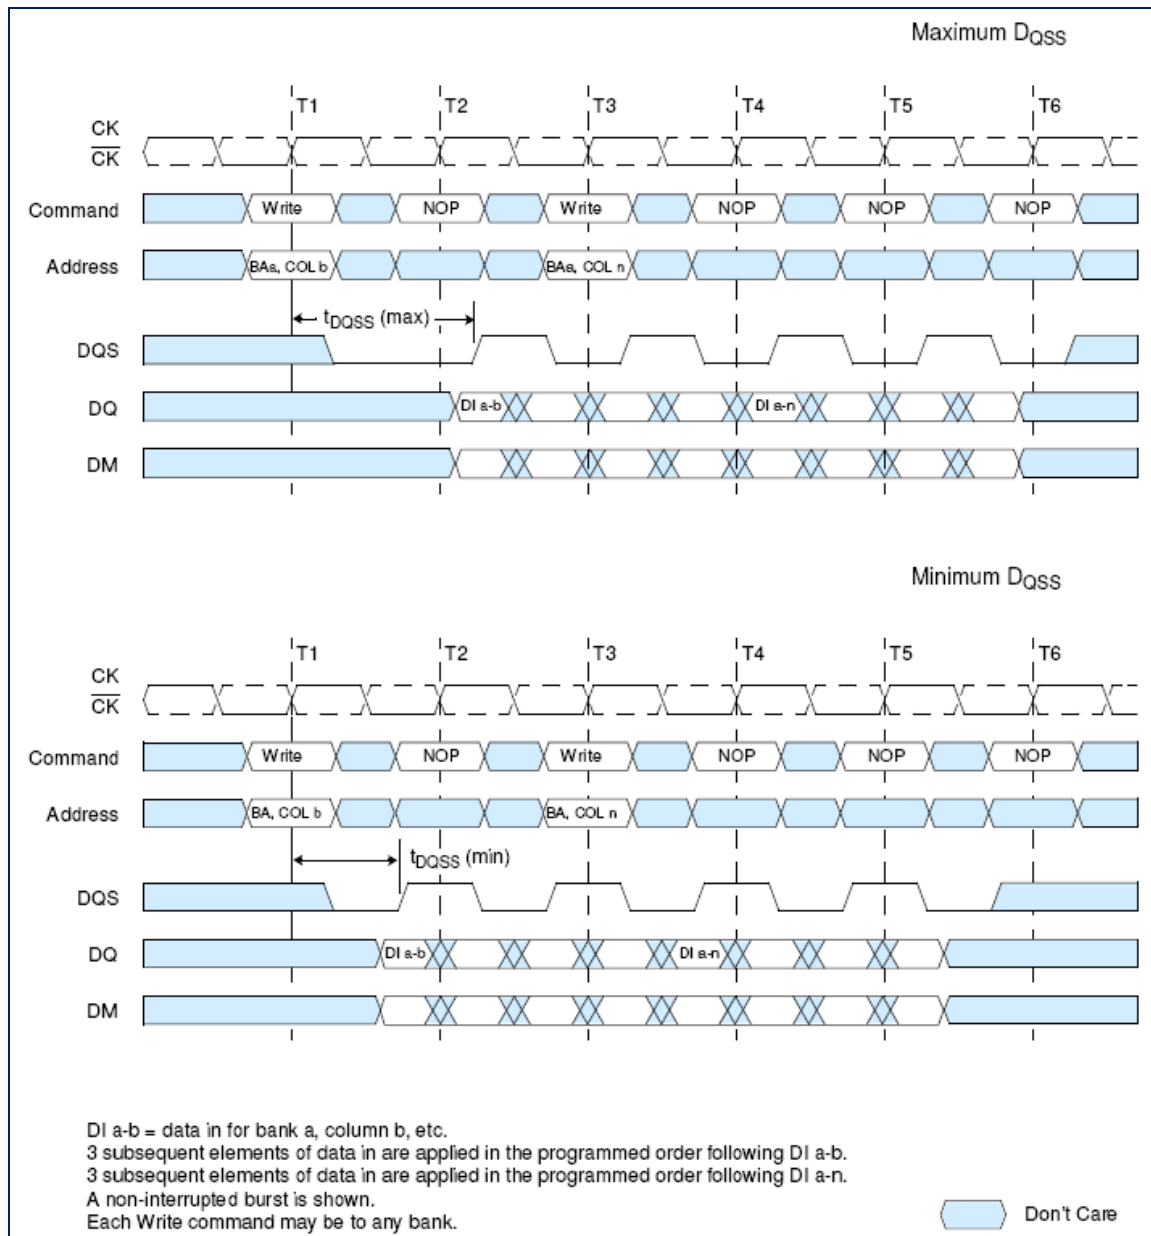 Maximum DQSS
T1 T2 T3 T4 T5 T6
CK
CK
Command Write NOP Write NOP NOP NOP
Address BAa, COL b BAa, COL n
tDQSS (max)
DQS
DQ DI a-b DI a-n
DM
Minimum DQSS
T1 T2 T3 T4 T5 T6
CK
CK
Command Write NOP Write NOP NOP NOP
Address BA, COL b BA, COL n
tDQSS (min)
DQS
DQ DI a-b DI a-n
DM
DI a-b = data in for bank a, column b, etc.
3 subsequent elements of data in are applied in the programmed order following DI a-b.
3 subsequent elements of data in are applied in the programmed order following DI a-n.
A non-interrupted burst is shown.
Each Write command may be to any bank.
Don't Care